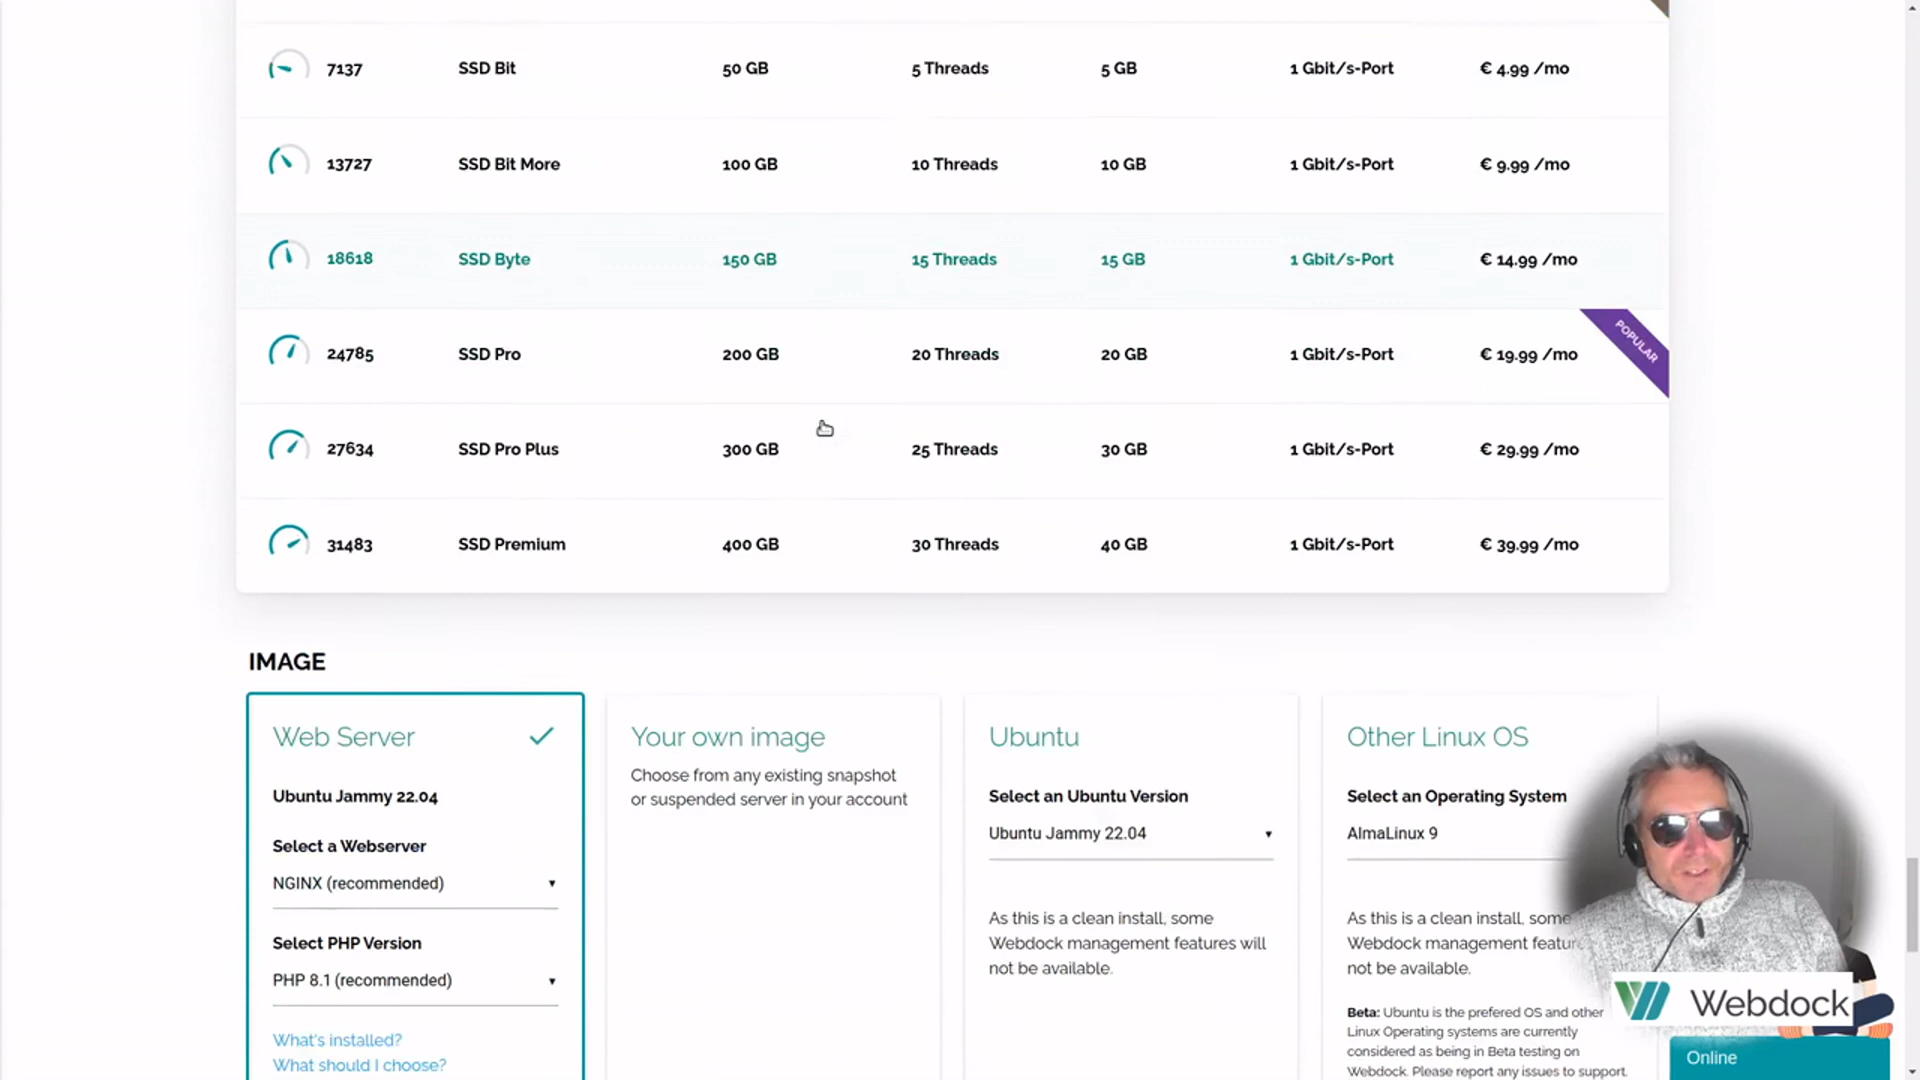 7137 SSD Bit 50 GB 5 Threads 5 GB 1 Gbit/s-Port € 4.99 /mo
13727 SSD Bit More 100 GB 10 Threads 10 GB 1 Gbit/s-Port € 9.99 /mo
18618 SSD Byte 150 GB 15 Threads 15 GB 1 Gbit/s-Port € 14.99 /mo
24785 SSD Pro 200 GB 20 Threads 20 GB 1 Gbit/s-Port € 19.99 /mo
POPULAR
27634 SSD Pro Plus 300 GB 25 Threads 30 GB 1 Gbit/s-Port € 29.99 /mo
31483 SSD Premium 400 GB 30 Threads 40 GB 1 Gbit/s-Port € 39.99 /mo
IMAGE
Web Server
Ubuntu Jammy 22.04
Select a Webserver
NGINX (recommended)
Select PHP Version
PHP 8.1 (recommended)
What's installed?
What should I choose?
Your own image
Choose from any existing snapshot
or suspended server in your account
Ubuntu
Select an Ubuntu Version
Ubuntu Jammy 22.04
As this is a clean install, some
Webdock management features will
not be available.
Other Linux OS
Select an Operating System
AlmaLinux 9
As this is a clean install, some
Webdock management
not be available.
Beta: Ubuntu is the prefered OS and other
Linux Operating systems are currently
considered as being in Beta testing on
Webdock. Please report any issues to support.
Webdock
Online